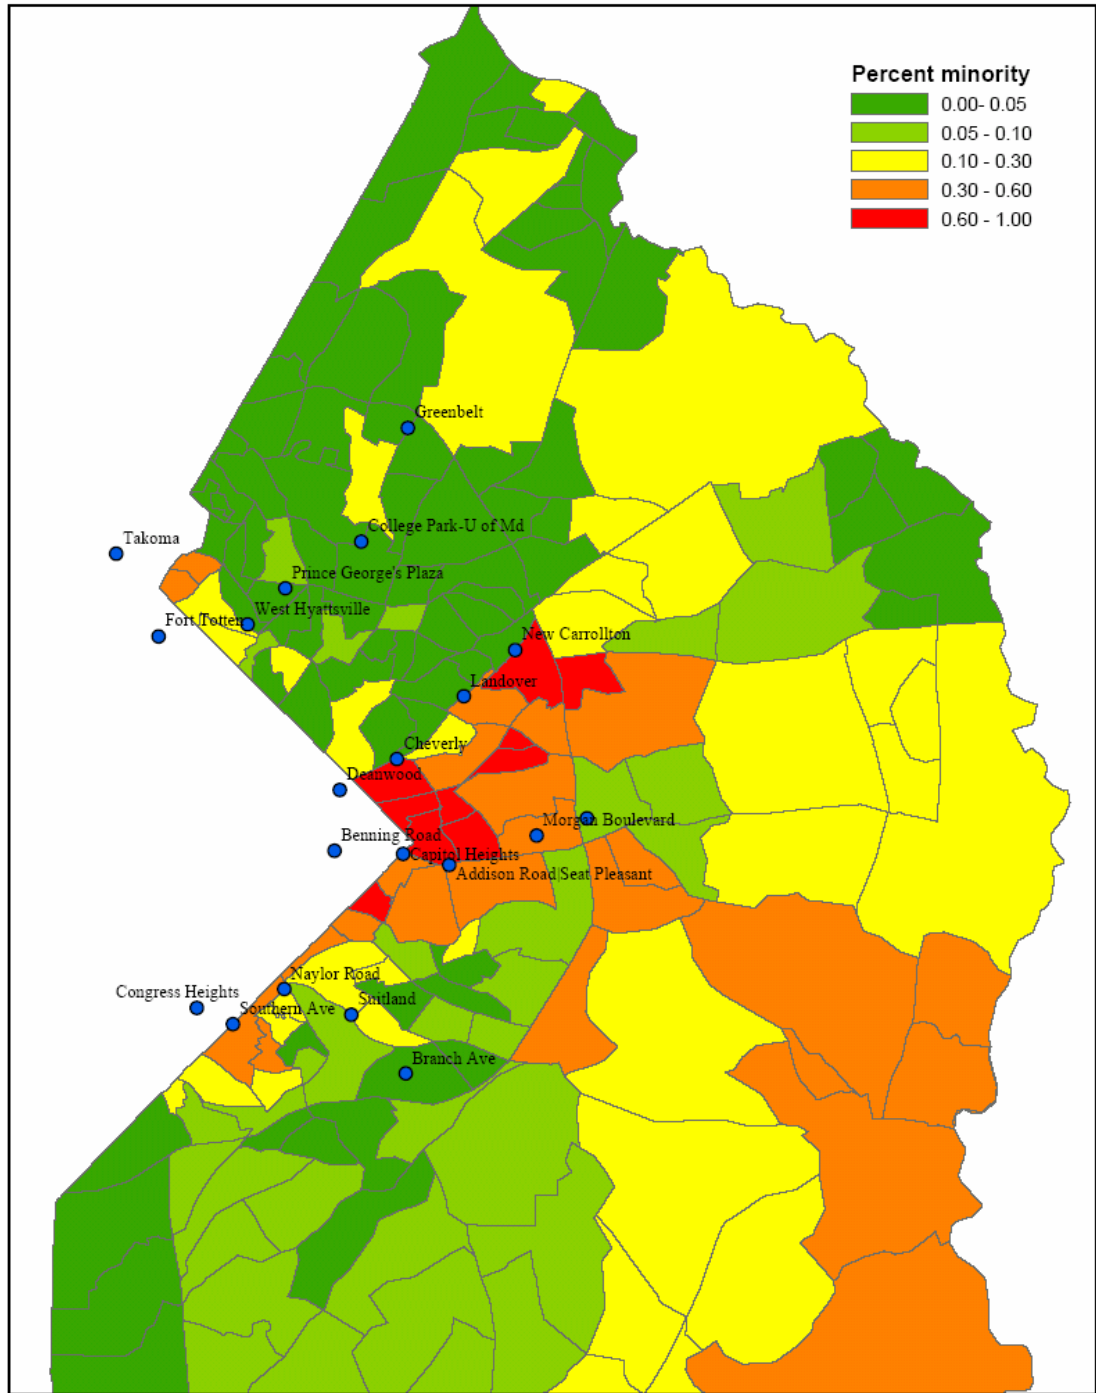 Percent minority
0.00- 0.05
0.05 - 0.10
0.10 - 0.30
0.30 - 0.60
0.60 - 1.00
Greenbelt
College Park-U of Md
Takoma
Prince George's Plaza
West Hyattsville
Fort Totten
New Carrollton
Landover
Cheverly
Deanwood
Morgan Boulevard
Benning Road
Capitol Heights
Addison Road/Seat Pleasant
Naylor Road
Congress Heights
Suitland
Southern Ave
Branch Ave